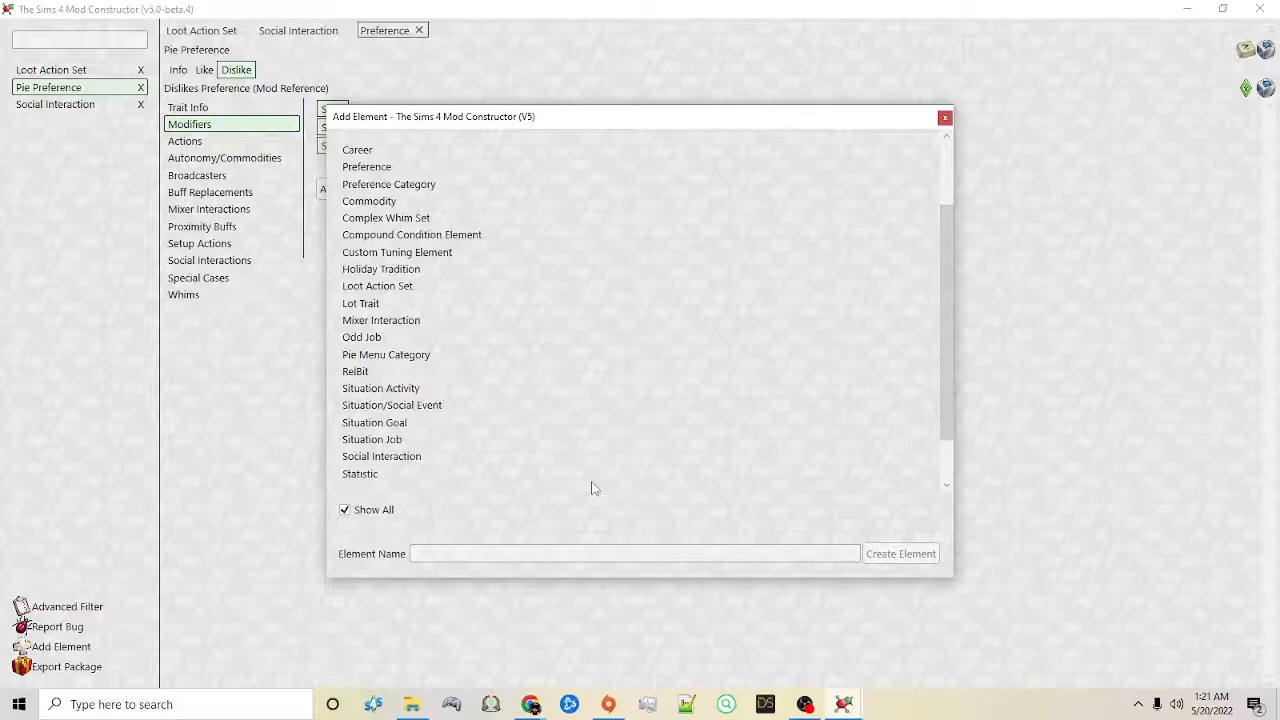 The Sims 4 Mod Constructor (v5.0-beta.4)
Loot Action Set
Social Interaction
Preference
Pie Preference
Info
Like
Dislike
Dislikes Preference (Mod Reference)
Loot Action Set X
Pie Preference X
Social Interaction X
Trait Info
Modifiers
Actions
Autonomy/Commodities
Broadcasters
Buff Replacements
Mixer Interactions
Proximity Buffs
Setup Actions
Social Interactions
Special Cases
Whims
Add Element - The Sims 4 Mod Constructor (V5)
Career
Preference
Preference Category
Commodity
Complex Whim Set
Compound Condition Element
Custom Tuning Element
Holiday Tradition
Loot Action Set
Lot Trait
Mixer Interaction
Odd Job
Pie Menu Category
RelBit
Situation Activity
Situation/Social Event
Situation Goal
Situation Job
Social Interaction
Statistic
Show All
Element Name
Create Element
Advanced Filter
Report Bug
Add Element
Export Package
Type here to search
1:21 AM
5/20/2022